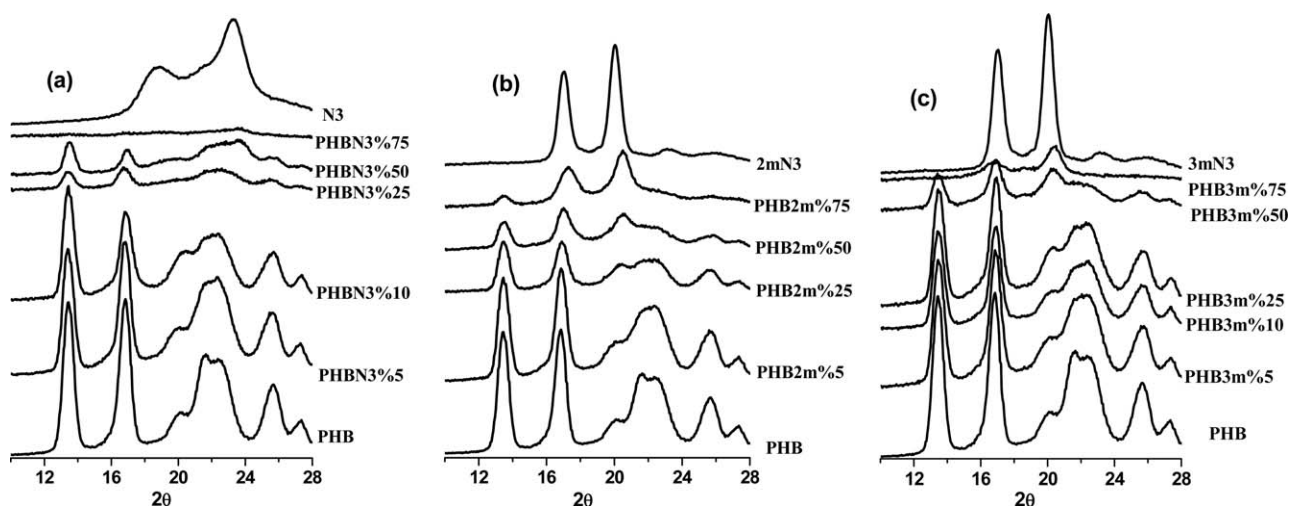 (a)
N3
PHBN3%75
PHBN3%50
PHBN3%25
PHBN3%10
PHBN3%5
PHB
12 16 20 24 28
2θ
(b)
2mN3
PHB2m%75
PHB2m%50
PHB2m%25
PHB2m%5
PHB
12 16 20 24 28
2θ
(c)
3mN3
PHB3m%75
PHB3m%50
PHB3m%25
PHB3m%10
PHB3m%5
PHB
12 16 20 24 28
2θ